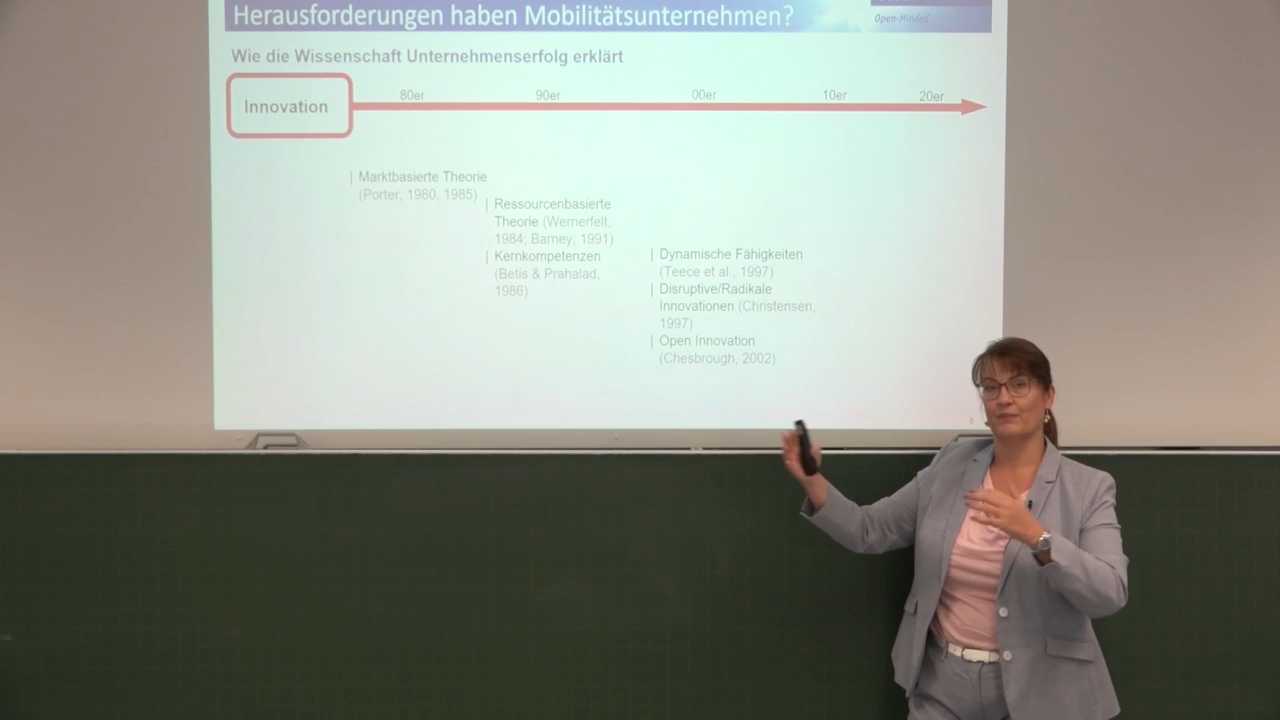 Herausforderungen haben Mobilitätsunternehmen?
Open-Minded
Wie die Wissenschaft Unternehmenserfolg erklärt
Innovation
80er
90er
00er
10er
20er
| Marktbasierte Theorie
(Porter, 1980, 1985)
| Ressourcenbasierte
Theorie (Wernerfelt,
1984; Barney, 1991)
| Kernkompetenzen
(Betis & Prahalad,
1986)
| Dynamische Fähigkeiten
(Teece et al., 1997)
| Disruptive/Radikale
Innovationen (Christensen,
1997)
| Open Innovation
(Chesbrough, 2002)